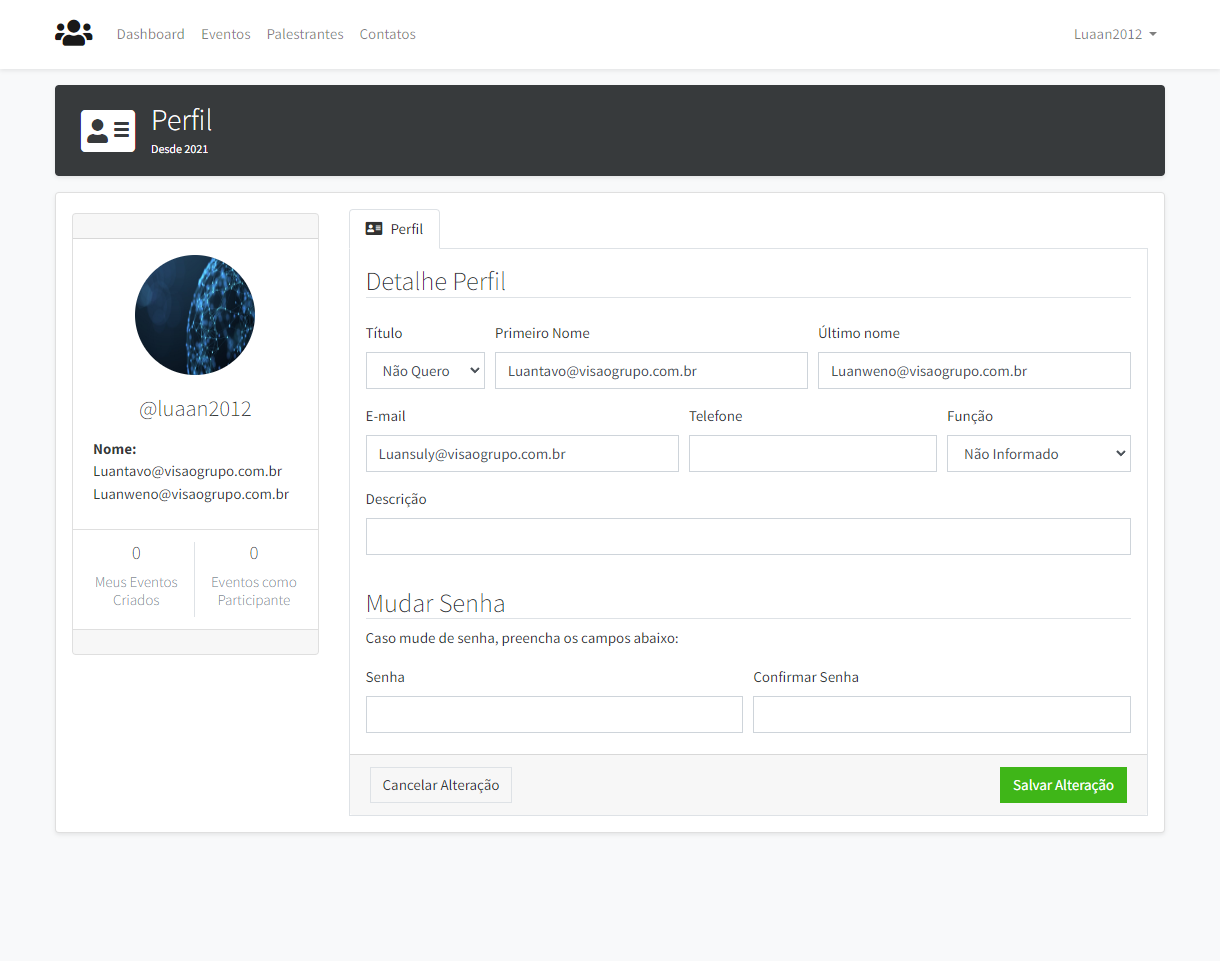 Dashboard Eventos Palestrantes Contatos Luaan2012
Perfil
Desde 2021
@luaan2012
Nome:
Luantavo@visaogrupo.com.br
Luanweno@visaogrupo.com.br
0 0
Meus Eventos Eventos como
Criados Participante
Perfil
Detalhe Perfil
Título Primeiro Nome Último nome
Não Quero Luantavo@visaogrupo.com.br Luanweno@visaogrupo.com.br
E-mail Telefone Função
Luansuly@visaogrupo.com.br Não Informado
Descrição
Mudar Senha
Caso mude de senha, preencha os campos abaixo:
Senha Confirmar Senha
Cancelar Alteração Salvar Alteração